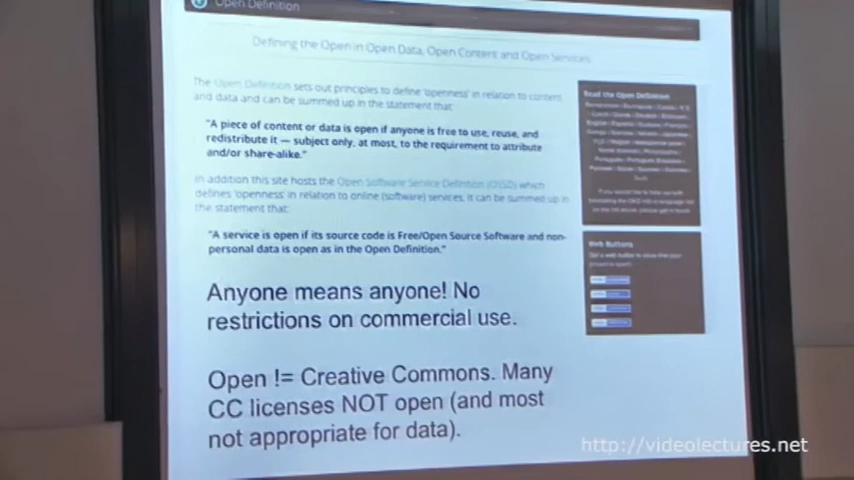 Open Definition
Defining the Open in Open Data, Open Content and Open Services
The Open Definition sets out principles to define 'openness' in relation to content
and data and can be summed up in the statement that:
"A piece of content or data is open if anyone is free to use, reuse, and
redistribute it — subject only, at most, to the requirement to attribute
and/or share-alike."
In addition this site hosts the Open Software Service Definition (OSSD) which
defines 'openness' in relation to online (software) services, it can be summed up in
the statement that:
"A service is open if its source code is Free/Open Source Software and non-
personal data is open as in the Open Definition."
Anyone means anyone! No
restrictions on commercial use.
Open != Creative Commons. Many
CC licenses NOT open (and most
not appropriate for data).
Read the Open Definition
Web Buttons
http://videolectures.net